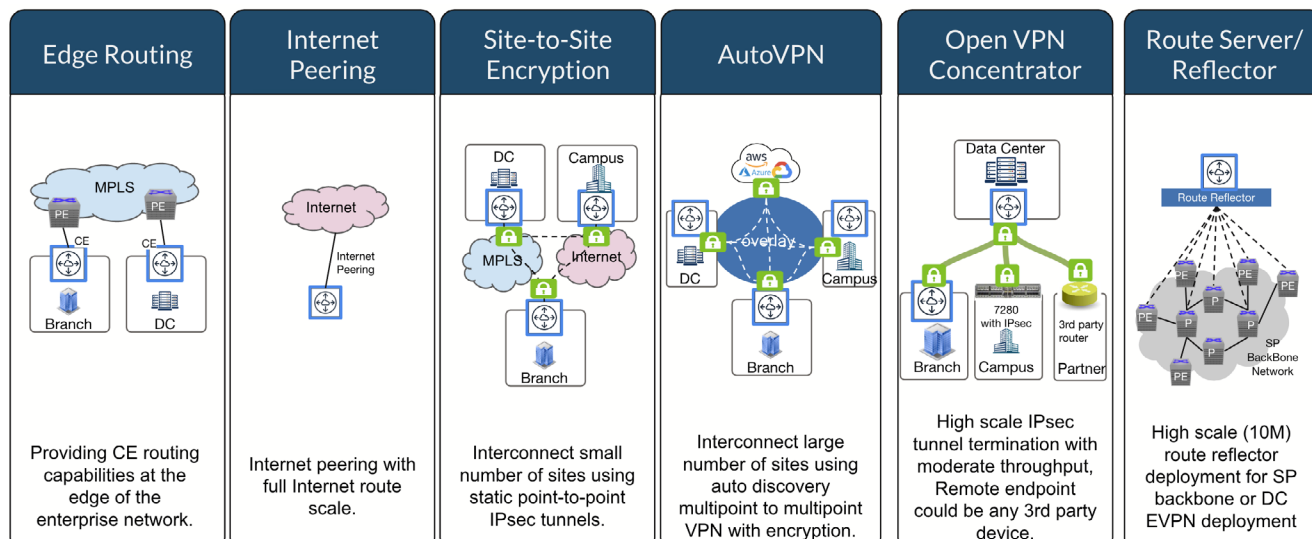 Edge Routing
MPLS
PE
PE
CE
CE
Branch
DC
Providing CE routing
capabilities at the
edge of the
enterprise network.
Internet
Peering
Internet
Internet
Peering
Internet peering with
full Internet route
scale.
Site-to-Site
Encryption
DC
Campus
MPLS
Internet
Branch
Interconnect small
number of sites using
static point-to-point
IPsec tunnels.
AutoVPN
aws
Azure
overlay
DC
Campus
Branch
Interconnect large
number of sites using
auto discovery
multipoint to multipoint
VPN with encryption.
Open VPN
Concentrator
Data Center
Branch
7280
with IPsec
Campus
3rd party
router
Partner
High scale IPsec
tunnel termination with
moderate throughput,
Remote endpoint
could be any 3rd party
device.
Route Server/
Reflector
Route Reflector
PE
PE
PE
PE
P
P
P
P
PE
SP
BackBone
Network
High scale (10M)
route reflector
deployment for SP
backbone or DC
EVPN deployment